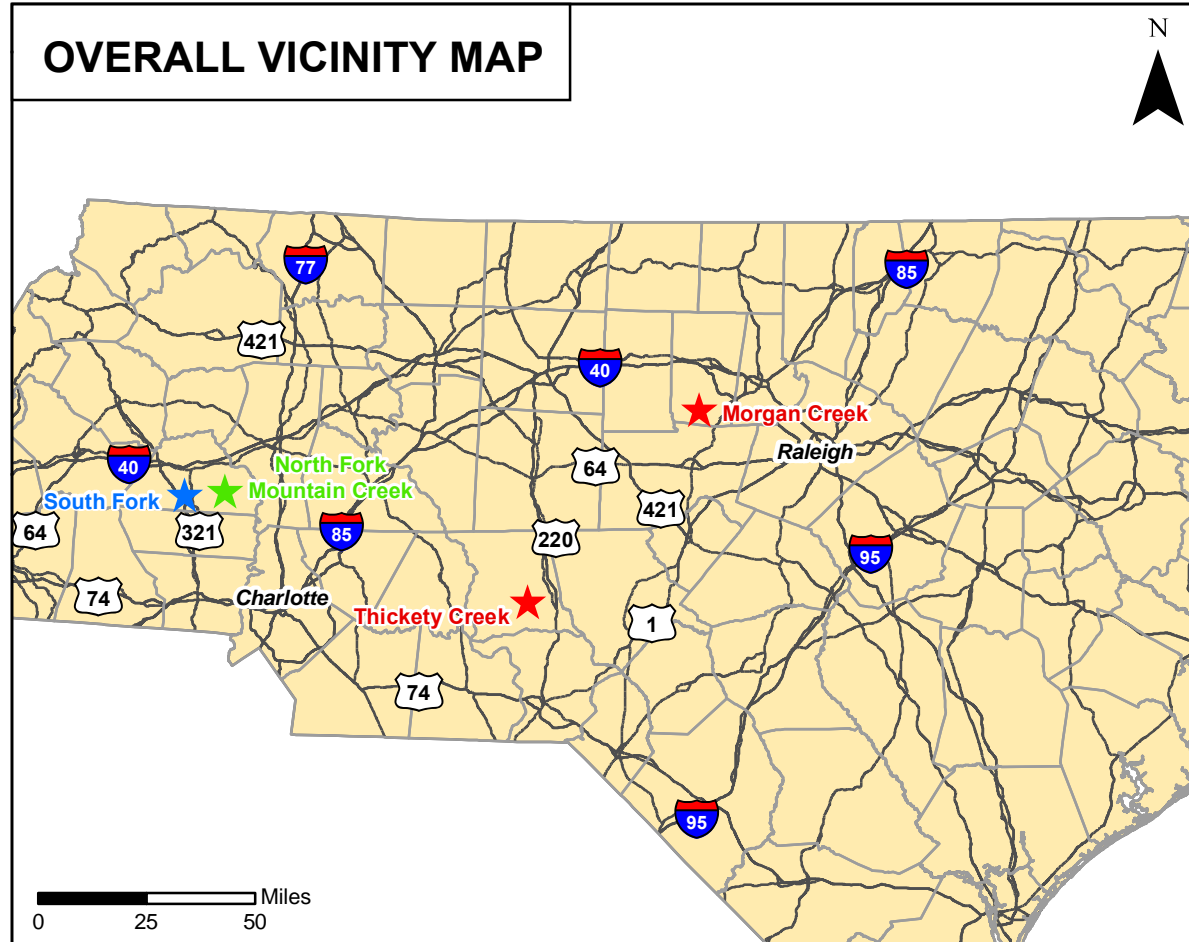 OVERALL VICINITY MAP
N
77
85
421
40
Morgan Creek
Raleigh
40
North Fork
Mountain Creek
64
South Fork
421
64
321
85
220
95
74
Charlotte
Thickety Creek
1
74
95
Miles
0 25 50